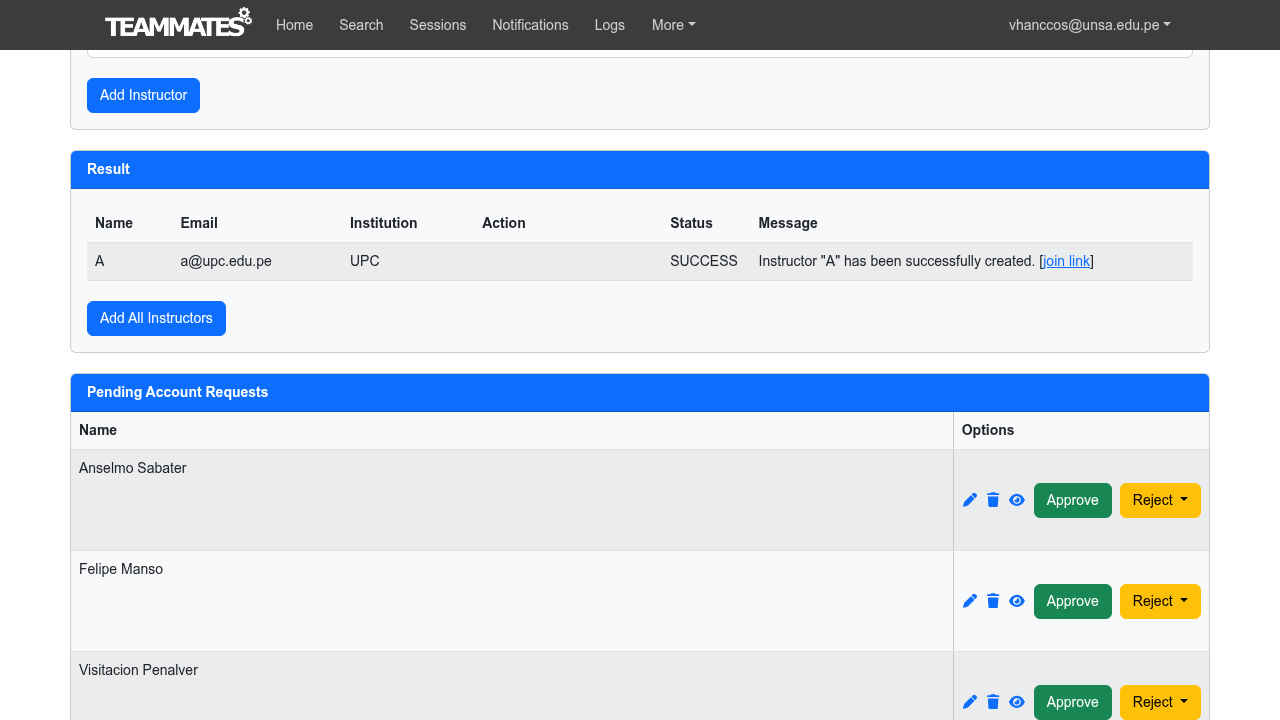 TEAMMATES Home Search Sessions Notifications Logs More vhanccos@unsa.edu.pe
Add Instructor
Result
Name Email Institution Action Status Message
A a@upc.edu.pe UPC SUCCESS Instructor "A" has been successfully created. [join link]
Add All Instructors
Pending Account Requests
Name Options
Anselmo Sabater Approve Reject
Felipe Manso Approve Reject
Visitacion Penalver Approve Reject